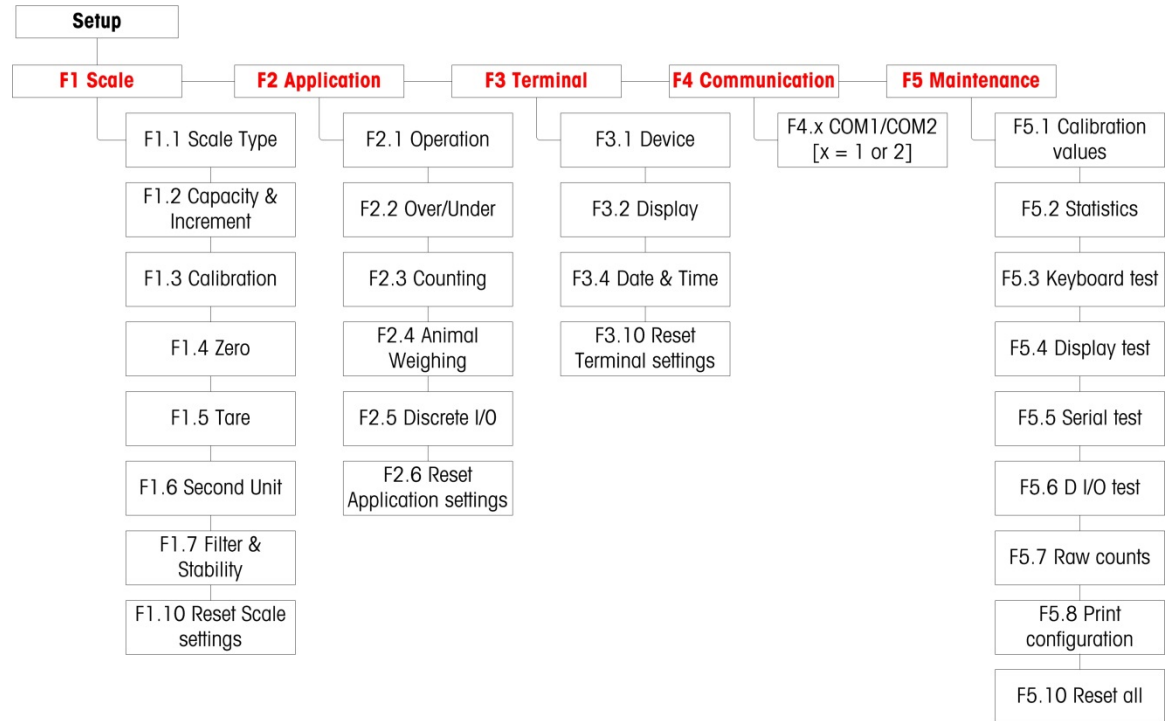 Setup
F1 Scale
F2 Application
F3 Terminal
F4 Communication
F5 Maintenance
F1.1 Scale Type
F1.2 Capacity &
Increment
F1.3 Calibration
F1.4 Zero
F1.5 Tare
F1.6 Second Unit
F1.7 Filter &
Stability
F1.10 Reset Scale
settings
F2.1 Operation
F2.2 Over/Under
F2.3 Counting
F2.4 Animal
Weighing
F2.5 Discrete I/O
F2.6 Reset
Application settings
F3.1 Device
F3.2 Display
F3.4 Date & Time
F3.10 Reset
Terminal settings
F4.x COM1/COM2
[x = 1 or 2]
F5.1 Calibration
values
F5.2 Statistics
F5.3 Keyboard test
F5.4 Display test
F5.5 Serial test
F5.6 D I/O test
F5.7 Raw counts
F5.8 Print
configuration
F5.10 Reset all